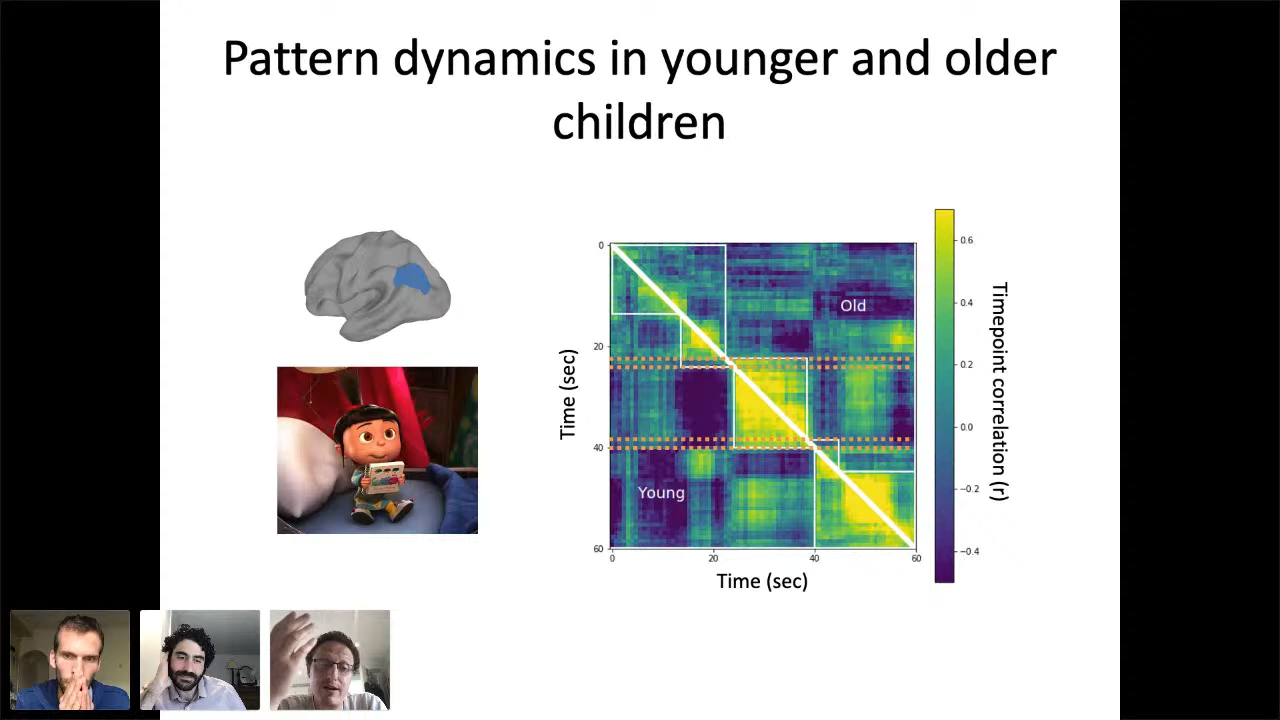 Pattern dynamics in younger and older
children
0.6
0.4
0.2
0.0
−0.2
−0.4
Timepoint correlation (r)
0
20
40
60
Time (sec)
Old
Young
0
20
40
60
Time (sec)